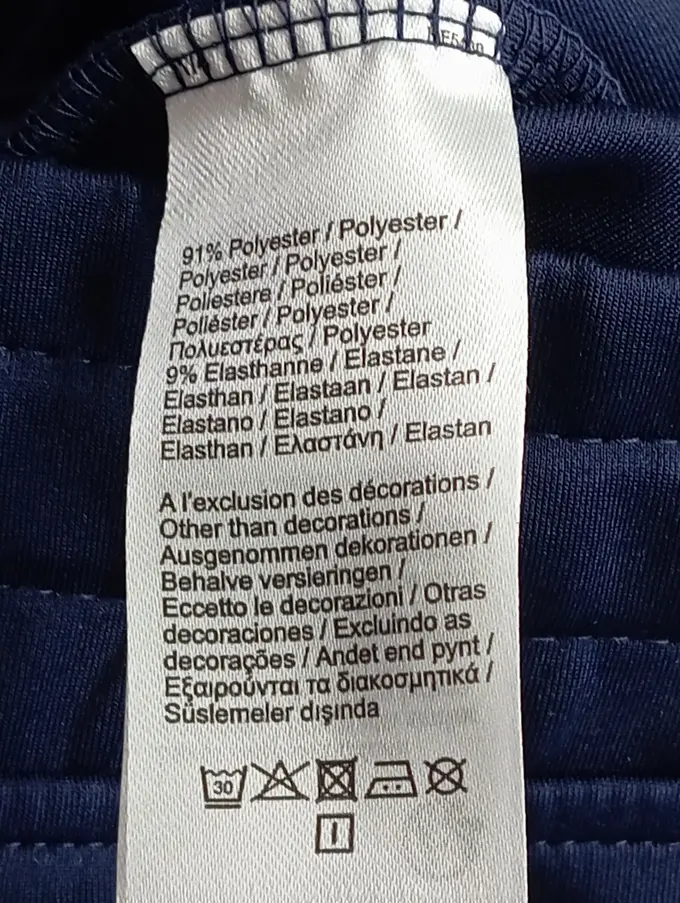 91% Polyester / Polyester /
Polyester / Polyester /
Poliestere / Poliéster /
Poliéster / Polyester /
Πολυεστέρας / Polyester
9% Elasthanne / Elastane /
Elasthan / Elastaan / Elastan /
Elastano / Elastano /
Elasthan / Ελαστάνη / Elastan
A l'exclusion des décorations /
Other than decorations /
Ausgenommen dekorationen /
Behalve versieringen /
Eccetto le decorazioni / Otras
decoraciones / Excluindo as
decorações / Andet end pynt /
Εξαιρούνται τα διακοσμητικά /
Süslemeler dışında
30